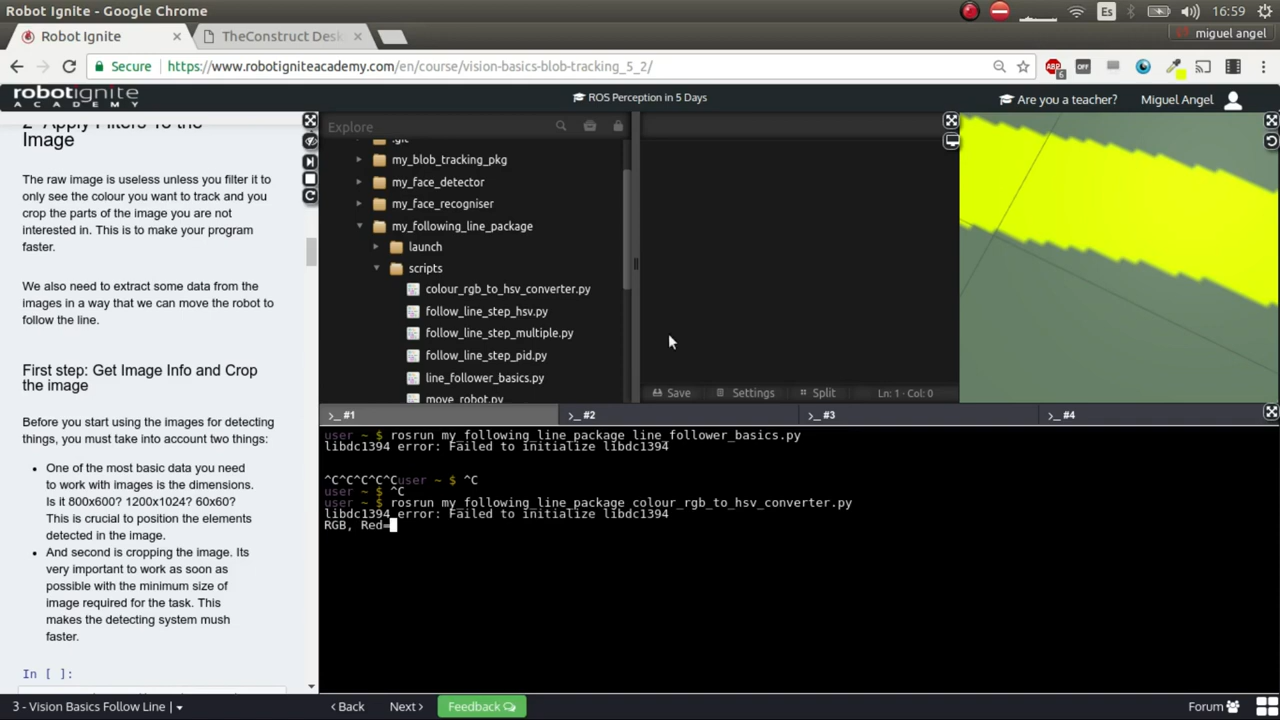 Robot Ignite - Google Chrome
Es
16:59
Robot Ignite
TheConstruct Desk
miguel angel
Secure
https://www.robotigniteacademy.com/en/course/vision-basics-blob-tracking_5_2/
ABP
6
OFF
robotignite
ACADEMY
ROS Perception in 5 Days
Are you a teacher?
Miguel Angel
2- Apply Filters To the
Image
The raw image is useless unless you filter it to
only see the colour you want to track and you
crop the parts of the image you are not
interested in. This is to make your program
faster.
We also need to extract some data from the
images in a way that we can move the robot to
follow the line.
First step: Get Image Info and Crop
the image
Before you start using the images for detecting
things, you must take into account two things:
One of the most basic data you need
to work with images is the dimensions.
Is it 800x600? 1200x1024? 60x60?
This is crucial to position the elements
detected in the image.
And second is cropping the image. Its
very important to work as soon as
possible with the minimum size of
image required for the task. This
makes the detecting system mush
faster.
In [ ]:
Explore
.git
my_blob_tracking_pkg
my_face_detector
my_face_recogniser
my_following_line_package
launch
scripts
colour_rgb_to_hsv_converter.py
follow_line_step_hsv.py
follow_line_step_multiple.py
follow_line_step_pid.py
line_follower_basics.py
move_robot.py
Save
Settings
Split
Ln: 1 · Col: 0
>_ #1
>_ #2
>_ #3
>_ #4
user ~ $ rosrun my_following_line_package line_follower_basics.py
libdc1394 error: Failed to initialize libdc1394
^C^C^C^C^Cuser ~ $ ^C
user ~ $ ^C
user ~ $ rosrun my_following_line_package colour_rgb_to_hsv_converter.py
libdc1394 error: Failed to initialize libdc1394
RGB, Red=
3 - Vision Basics Follow Line |
Back
Next
Feedback
Forum